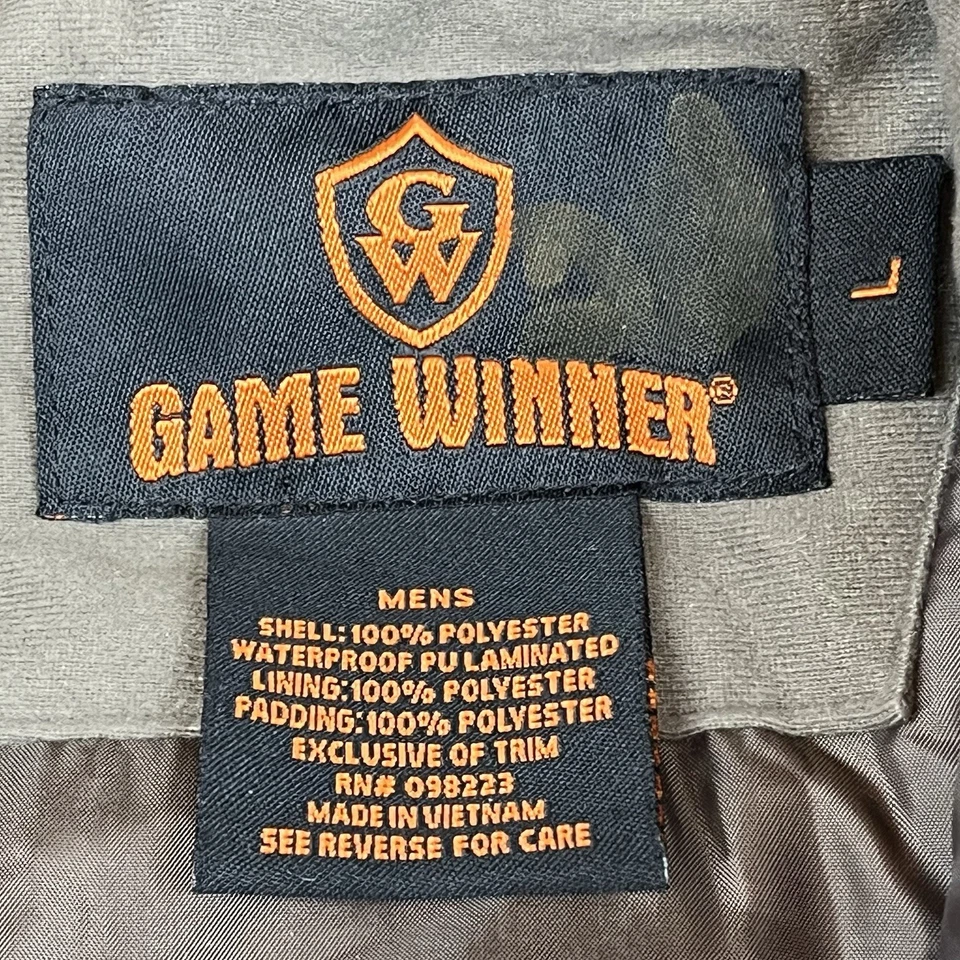 GW
GAME WINNER®
L
MENS
SHELL: 100% POLYESTER
WATERPROOF PU LAMINATED
LINING: 100% POLYESTER
PADDING: 100% POLYESTER
EXCLUSIVE OF TRIM
RN# 098223
MADE IN VIETNAM
SEE REVERSE FOR CARE